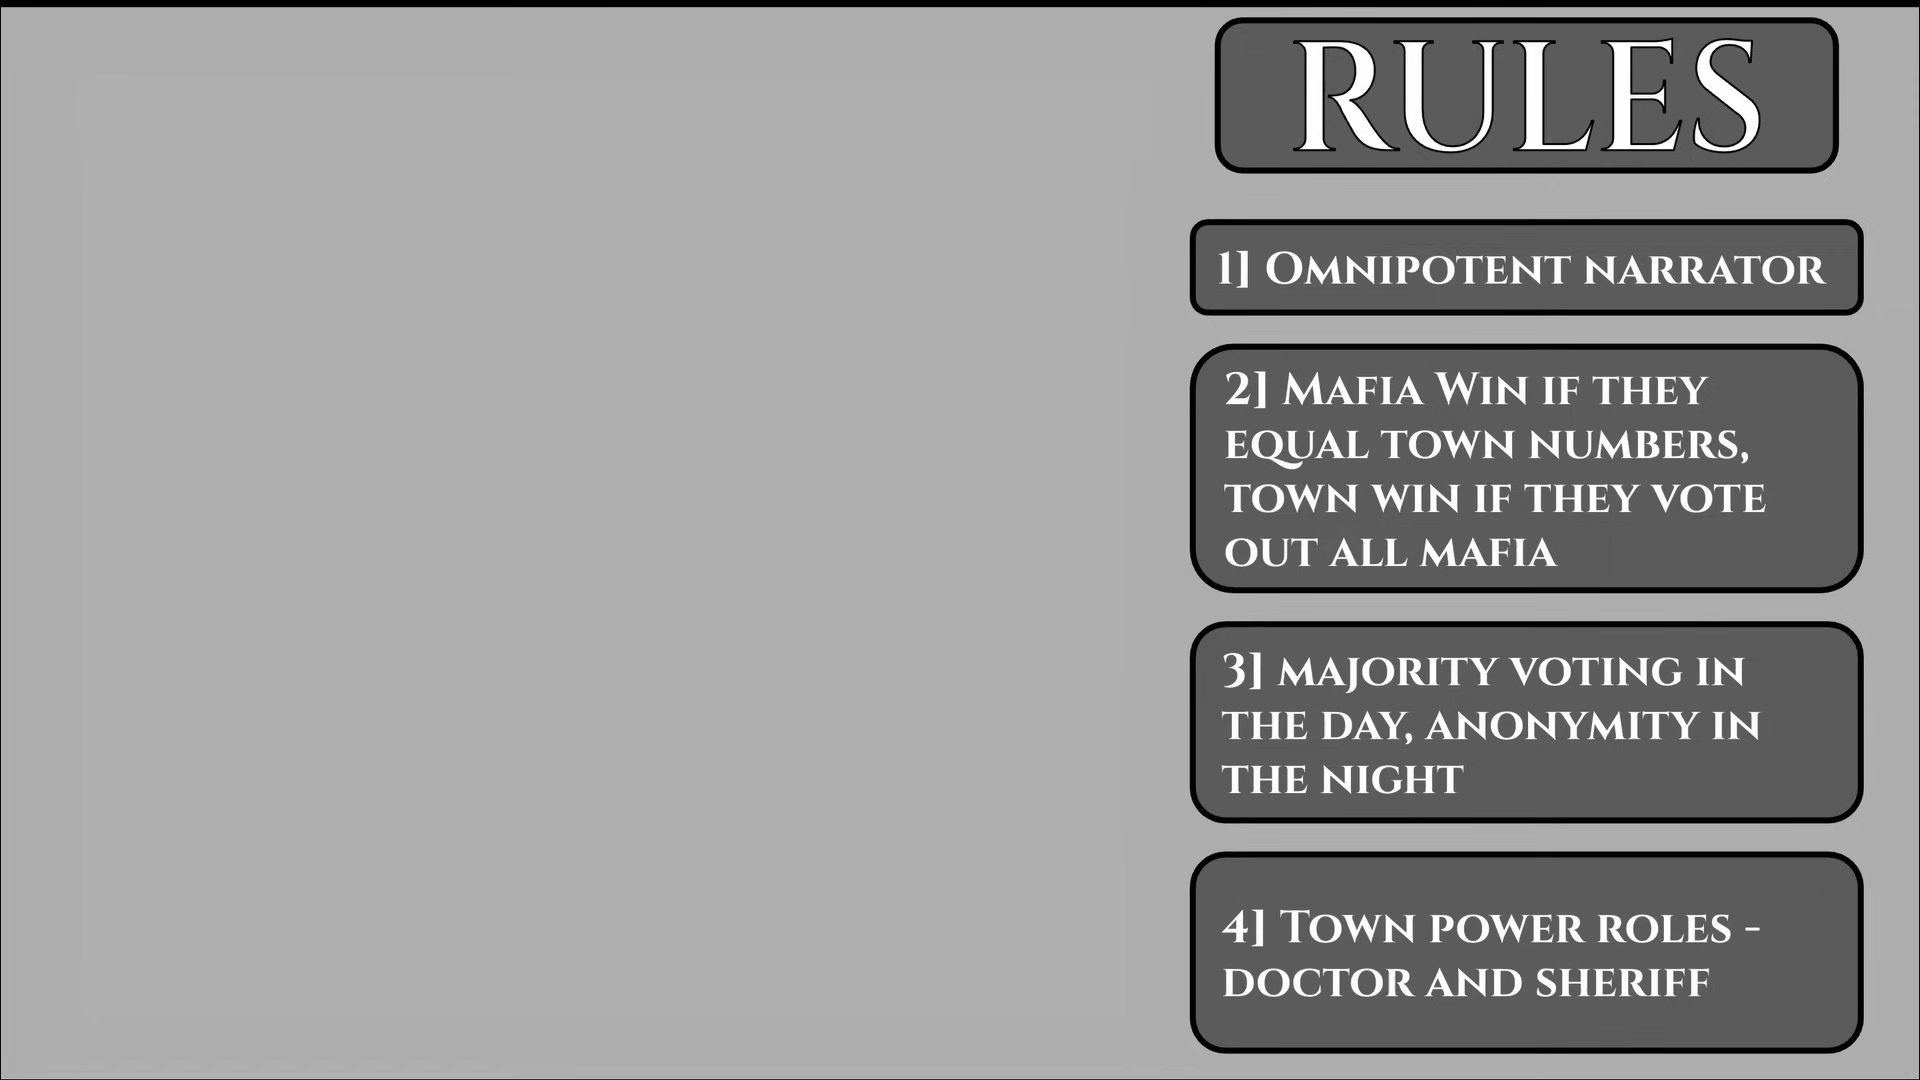 RULES
1] Omnipotent narrator
2] Mafia Win if they
equal town numbers,
town win if they vote
out all mafia
3] majority voting in
the day, anonymity in
the night
4] Town power roles -
doctor and sheriff